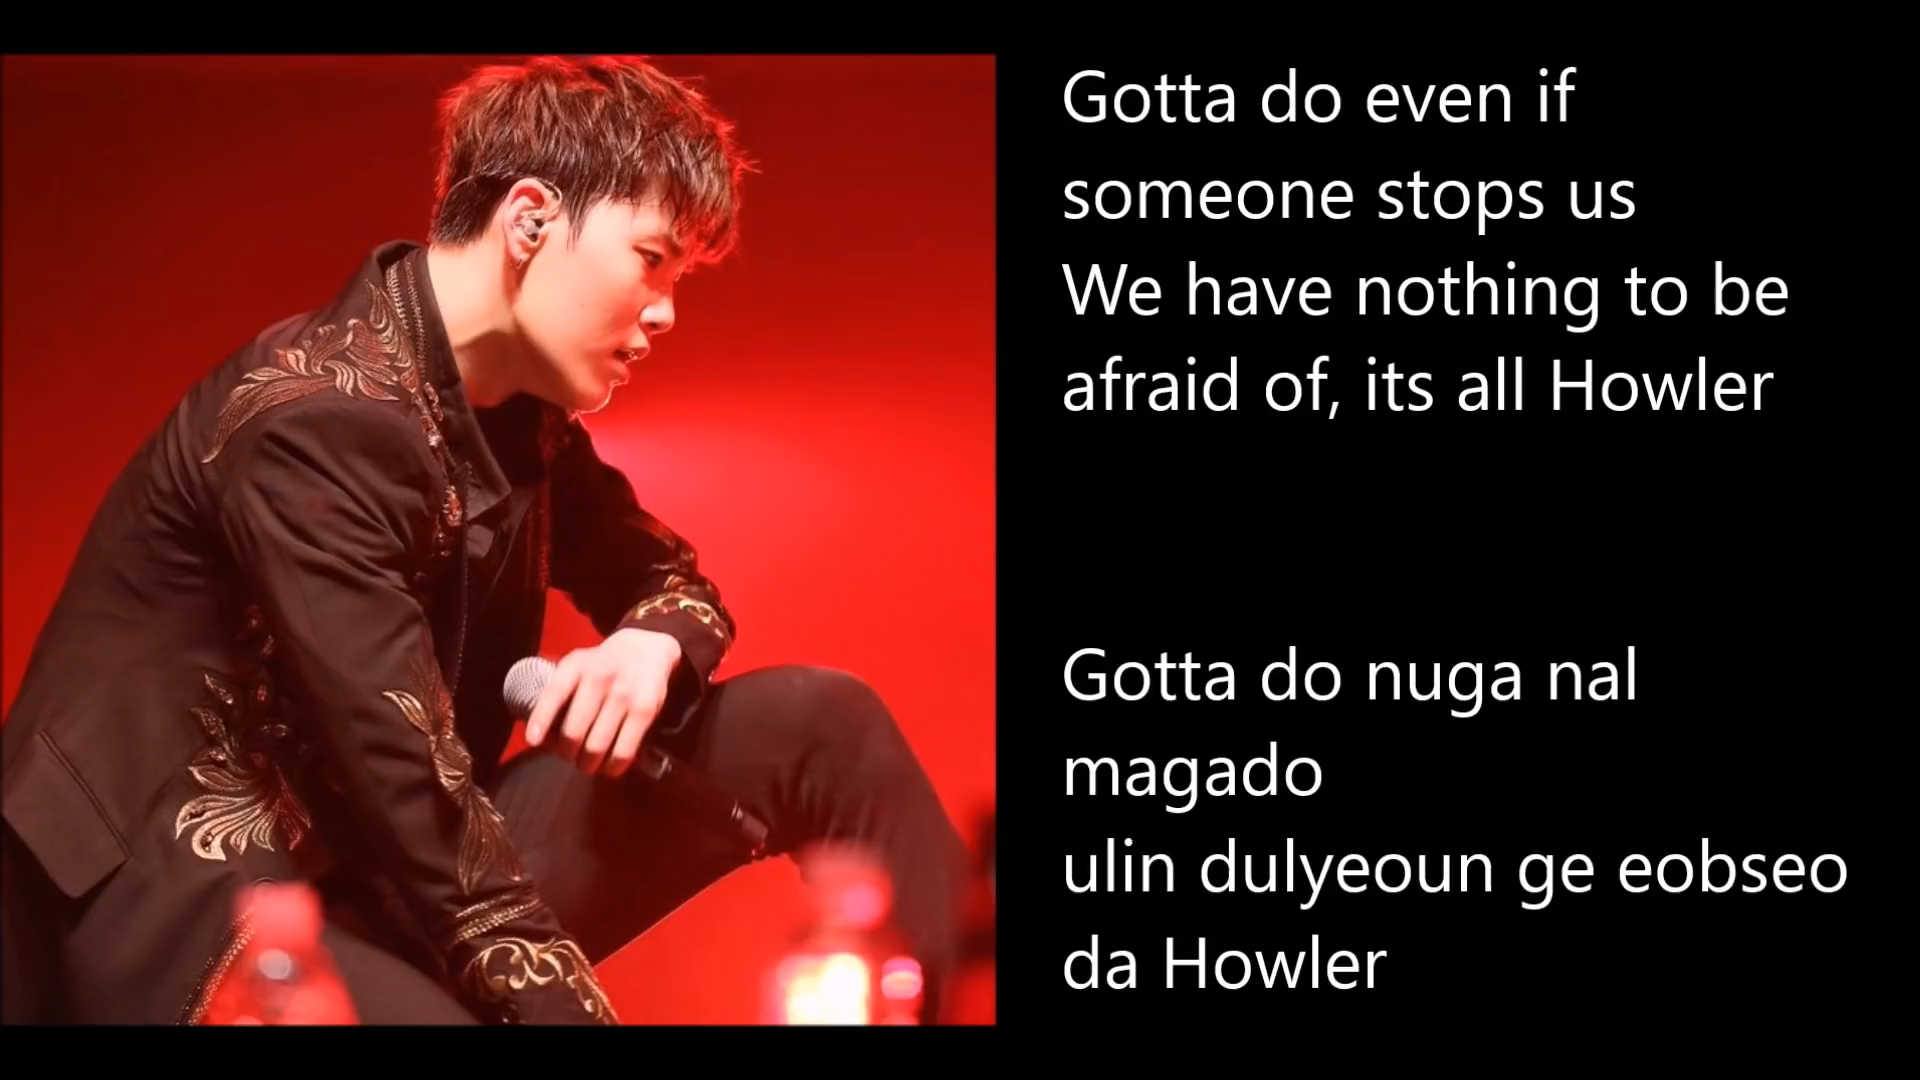 Gotta do even if
someone stops us
We have nothing to be
afraid of, its all Howler
Gotta do nuga nal
magado
ulin dulyeoun ge eobseo
da Howler